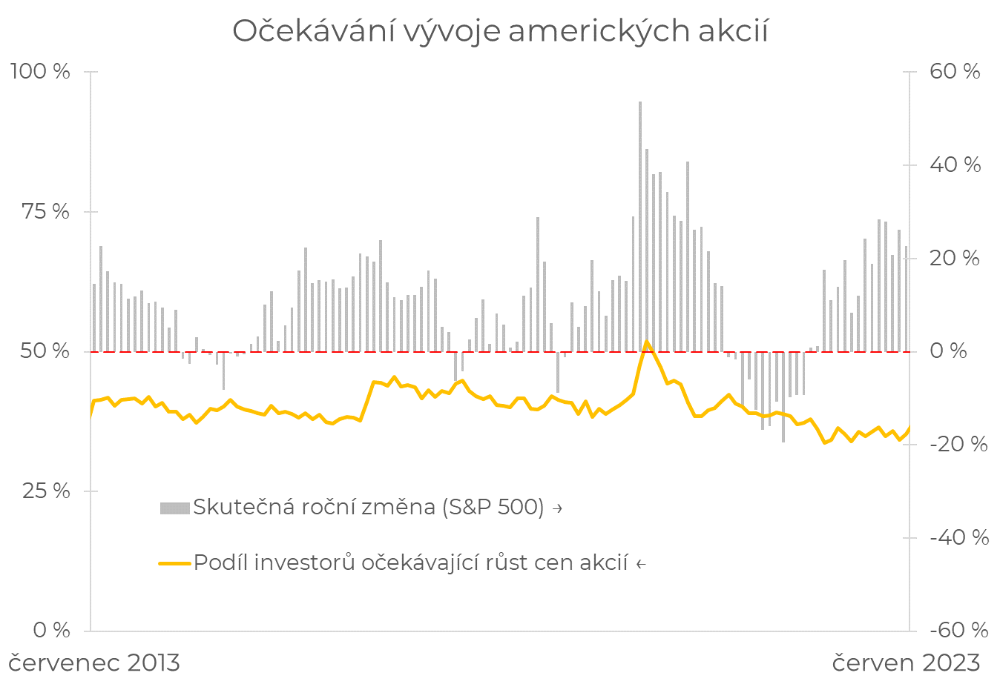 Očekávání vývoje amerických akcií
100 %
60 %
40 %
75 %
20 %
50 %
0 %
-20 %
25 %
Skutečná roční změna (S&P 500) →
-40 %
Podíl investorů očekávající růst cen akcií ←
0 %
-60 %
červenec 2013
červen 2023